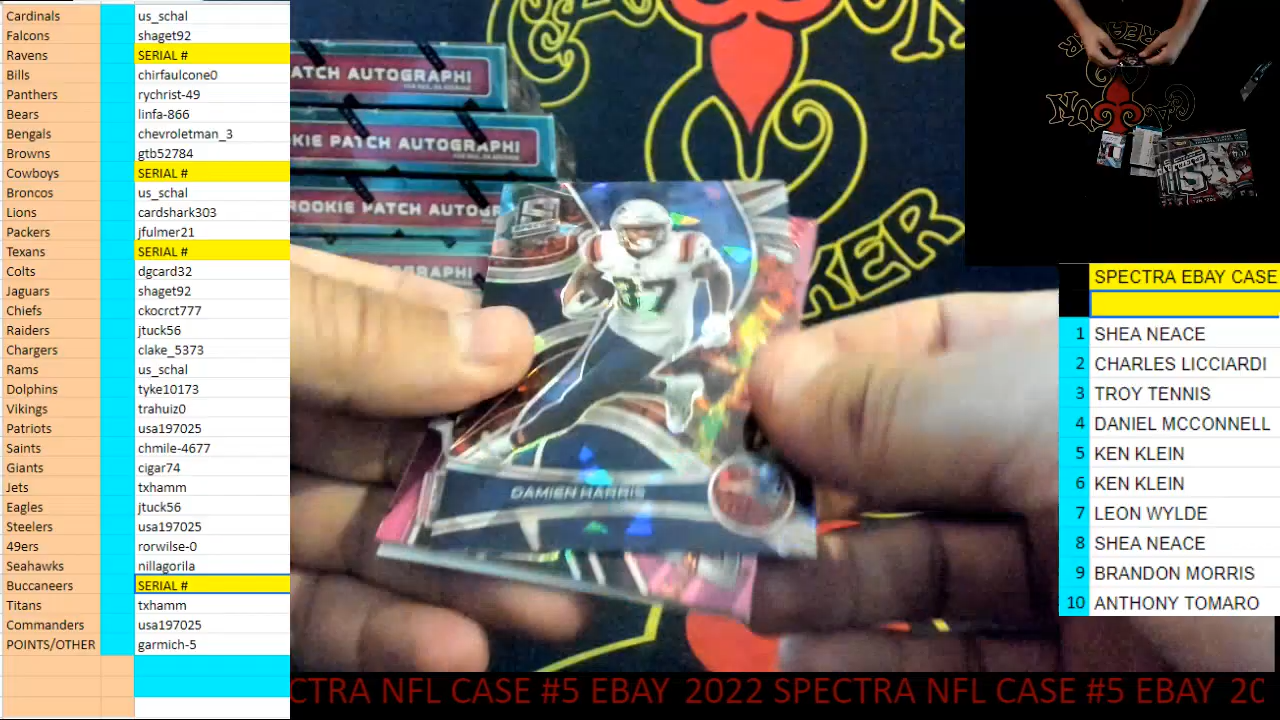 Cardinals us_schal
Falcons shaget92
Ravens SERIAL #
Bills chirfaulcone0
Panthers rychrist-49
Bears linfa-866
Bengals chevroletman_3
Browns gtb52784
Cowboys SERIAL #
Broncos us_schal
Lions cardshark303
Packers jfulmer21
Texans SERIAL #
Colts dgcard32
Jaguars shaget92
Chiefs ckocrct777
Raiders jtuck56
Chargers clake_5373
Rams us_schal
Dolphins tyke10173
Vikings trahuiz0
Patriots usa197025
Saints chmile-4677
Giants cigar74
Jets txhamm
Eagles jtuck56
Steelers usa197025
49ers rorwilse-0
Seahawks nillagorila
Buccaneers SERIAL #
Titans txhamm
Commanders usa197025
POINTS/OTHER garmich-5
ATCH AUTOGRAPH
KIE PATCH AUTOGRAPH
ROOKIE PATCH AUTOG
37
DAMIEN HARRIS
SPECTRA EBAY CASE
1 SHEA NEACE
2 CHARLES LICCIARDI
3 TROY TENNIS
4 DANIEL MCCONNELL
5 KEN KLEIN
6 KEN KLEIN
7 LEON WYLDE
8 SHEA NEACE
9 BRANDON MORRIS
10 ANTHONY TOMARO
CTRA NFL CASE #5 EBAY 2022 SPECTRA NFL CASE #5 EBAY 20